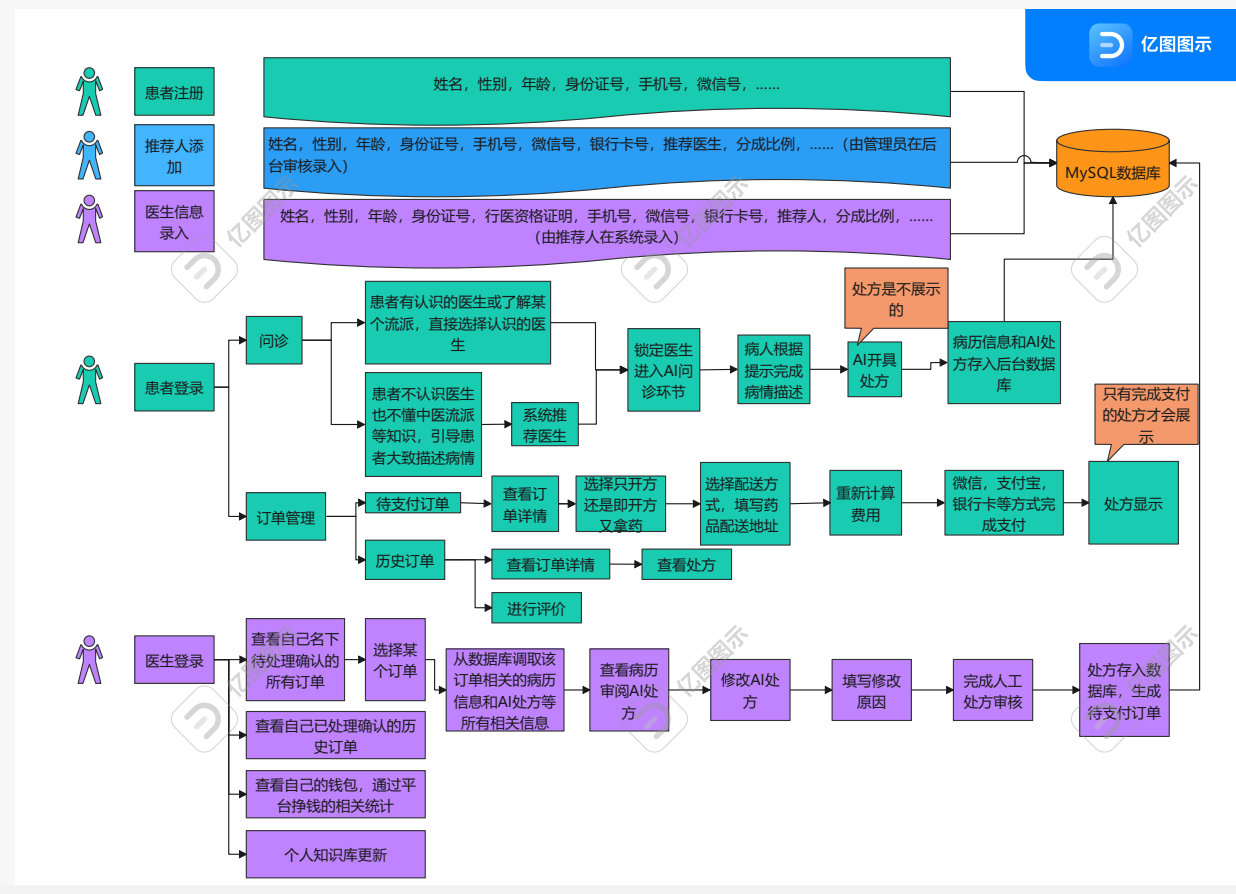 亿图图示
患者注册
姓名，性别，年龄，身份证号，手机号，微信号，……
推荐人添
加
姓名，性别，年龄，身份证号，手机号，微信号，银行卡号，推荐医生，分成比例，……（由管理员在后
台审核录入）
MySQL数据库
医生信息
录入
姓名，性别，年龄，身份证号，行医资格证明，手机号，微信号，银行卡号，推荐人，分成比例，……
（由推荐人在系统录入）
亿图图示
亿图图示
亿图图示
患者登录
问诊
患者有认识的医生或了解某
个流派，直接选择认识的医
生
患者不认识医生
也不懂中医流派
等知识，引导患
者大致描述病情
系统推
荐医生
锁定医生
进入AI问
诊环节
病人根据
提示完成
病情描述
处方是不展示
的
AI开具
处方
病历信息和AI处
方存入后台数据
库
只有完成支付
的处方才会展
示
订单管理
待支付订单
查看订
单详情
选择只开方
还是即开方
又拿药
选择配送方
式，填写药
品配送地址
重新计算
费用
微信，支付宝，
银行卡等方式完
成支付
处方显示
历史订单
查看订单详情
查看处方
进行评价
医生登录
查看自己名下
待处理确认的
所有订单
选择某
个订单
从数据库调取该
订单相关的病历
信息和AI处方等
所有相关信息
查看病历
审阅AI处
方
修改AI处
方
填写修改
原因
完成人工
处方审核
处方存入数
据库，生成
待支付订单
亿图图示
亿图图示
亿图图示
查看自己已处理确认的历
史订单
查看自己的钱包，通过平
台挣钱的相关统计
个人知识库更新